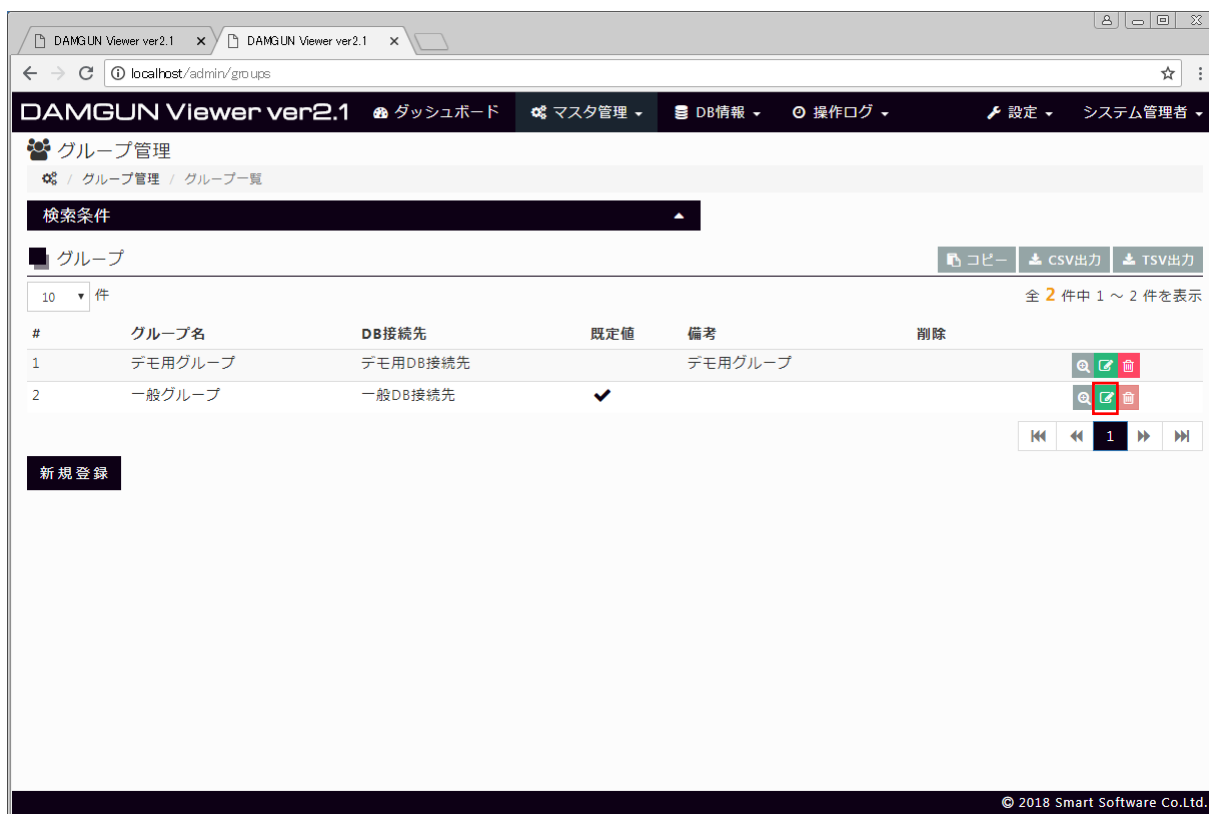 DAMGUN Viewer ver2.1 DAMGUN Viewer ver2.1
localhost/admin/groups
DAMGUN Viewer ver2.1 ダッシュボード マスタ管理 DB情報 操作ログ 設定 システム管理者
グループ管理
/ グループ管理 / グループ一覧
検索条件
グループ コピー CSV出力 TSV出力
10 件 全 2 件中 1 ～ 2 件を表示
# グループ名 DB接続先 既定値 備考 削除
1 デモ用グループ デモ用DB接続先 デモ用グループ
2 一般グループ 一般DB接続先 ✔
1
新規登録
© 2018 Smart Software Co.Ltd.